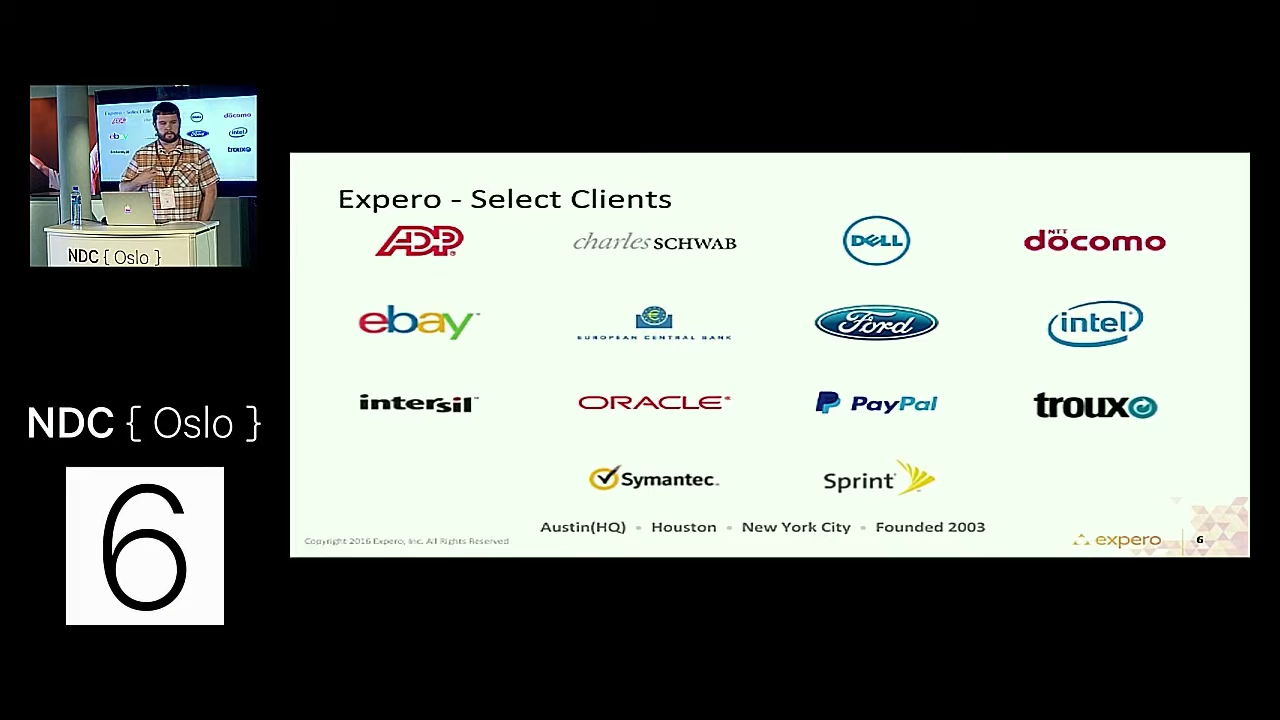 Expero - Select Clients
ADP
charles SCHWAB
DELL
NTT
döcomo
ebay™
EUROPEAN CENTRAL BANK
Ford
intel
intersil
ORACLE
PayPal
troux
Symantec.
Sprint
Austin(HQ) • Houston • New York City • Founded 2003
Copyright 2016 Expero, Inc. All Rights Reserved
expero
6
NDC { Oslo }
NDC { Oslo }
6